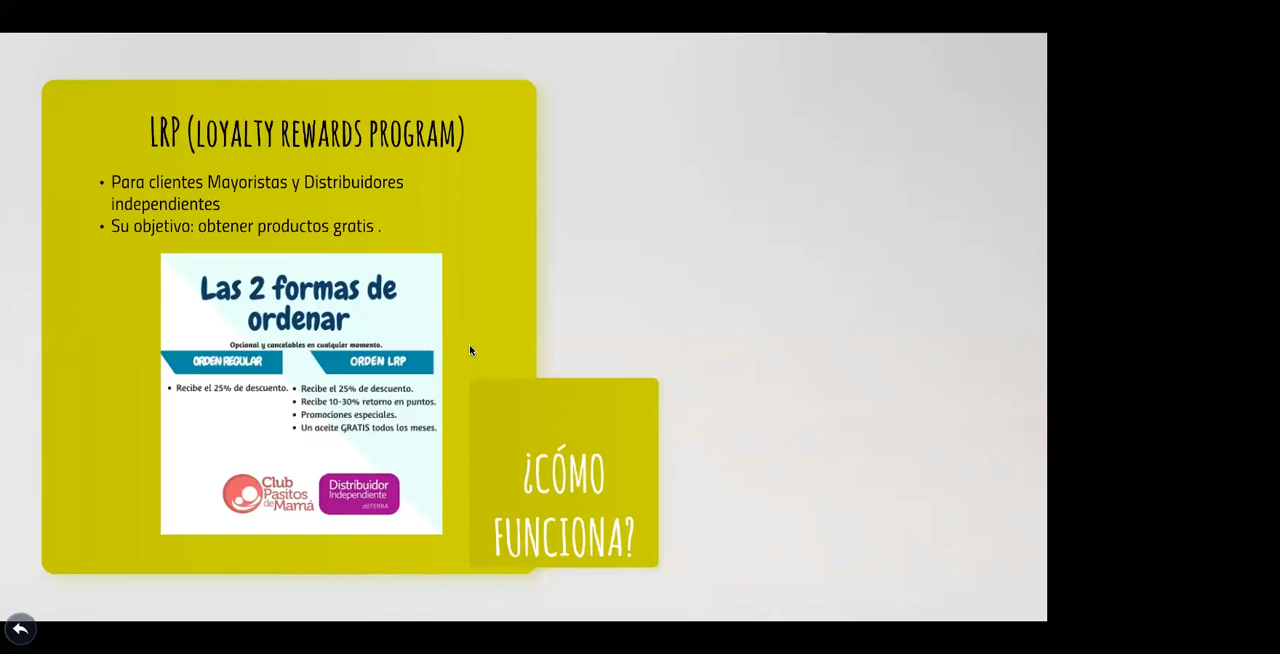 LRP (LOYALTY REWARDS PROGRAM)
• Para clientes Mayoristas y Distribuidores
independientes
• Su objetivo: obtener productos gratis .
Las 2 formas de
ordenar
Opcional y cancelables en cualquier momento.
ORDEN REGULAR
• Recibe el 25% de descuento.
ORDEN LRP
• Recibe el 25% de descuento.
• Recibe 10-30% retorno en puntos.
• Promociones especiales.
• Un aceite GRATIS todos los meses.
Club
Pasitos
de Mamá
Distribuidor
Independiente
dōTERRA
¿CÓMO
FUNCIONA?